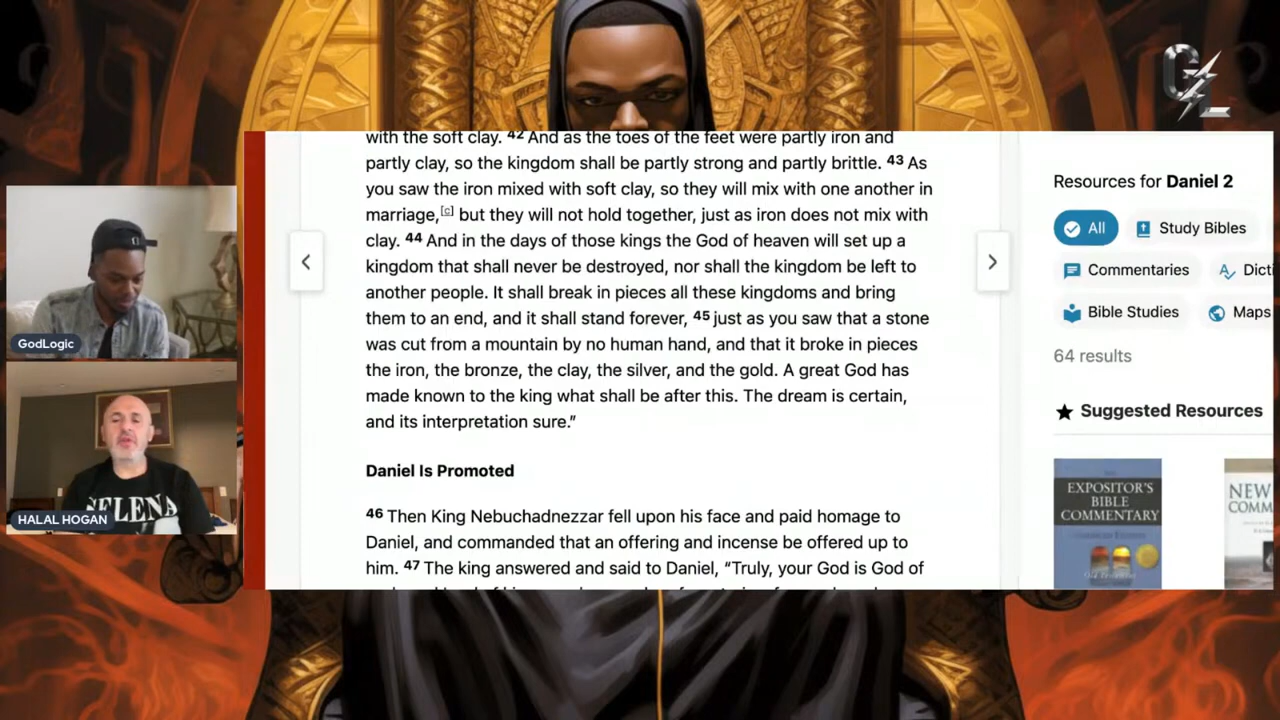 GL
GodLogic
SELENA
HALAL HOGAN
with the soft clay. 42 And as the toes of the feet were partly iron and
partly clay, so the kingdom shall be partly strong and partly brittle. 43 As
you saw the iron mixed with soft clay, so they will mix with one another in
marriage,[c] but they will not hold together, just as iron does not mix with
clay. 44 And in the days of those kings the God of heaven will set up a
kingdom that shall never be destroyed, nor shall the kingdom be left to
another people. It shall break in pieces all these kingdoms and bring
them to an end, and it shall stand forever, 45 just as you saw that a stone
was cut from a mountain by no human hand, and that it broke in pieces
the iron, the bronze, the clay, the silver, and the gold. A great God has
made known to the king what shall be after this. The dream is certain,
and its interpretation sure.”
Daniel Is Promoted
46 Then King Nebuchadnezzar fell upon his face and paid homage to
Daniel, and commanded that an offering and incense be offered up to
him. 47 The king answered and said to Daniel, “Truly, your God is God of
Resources for Daniel 2
All
Study Bibles
Commentaries
Dicti
Bible Studies
Maps
64 results
Suggested Resources
EXPOSITOR'S
BIBLE
COMMENTARY
NEW
COMM